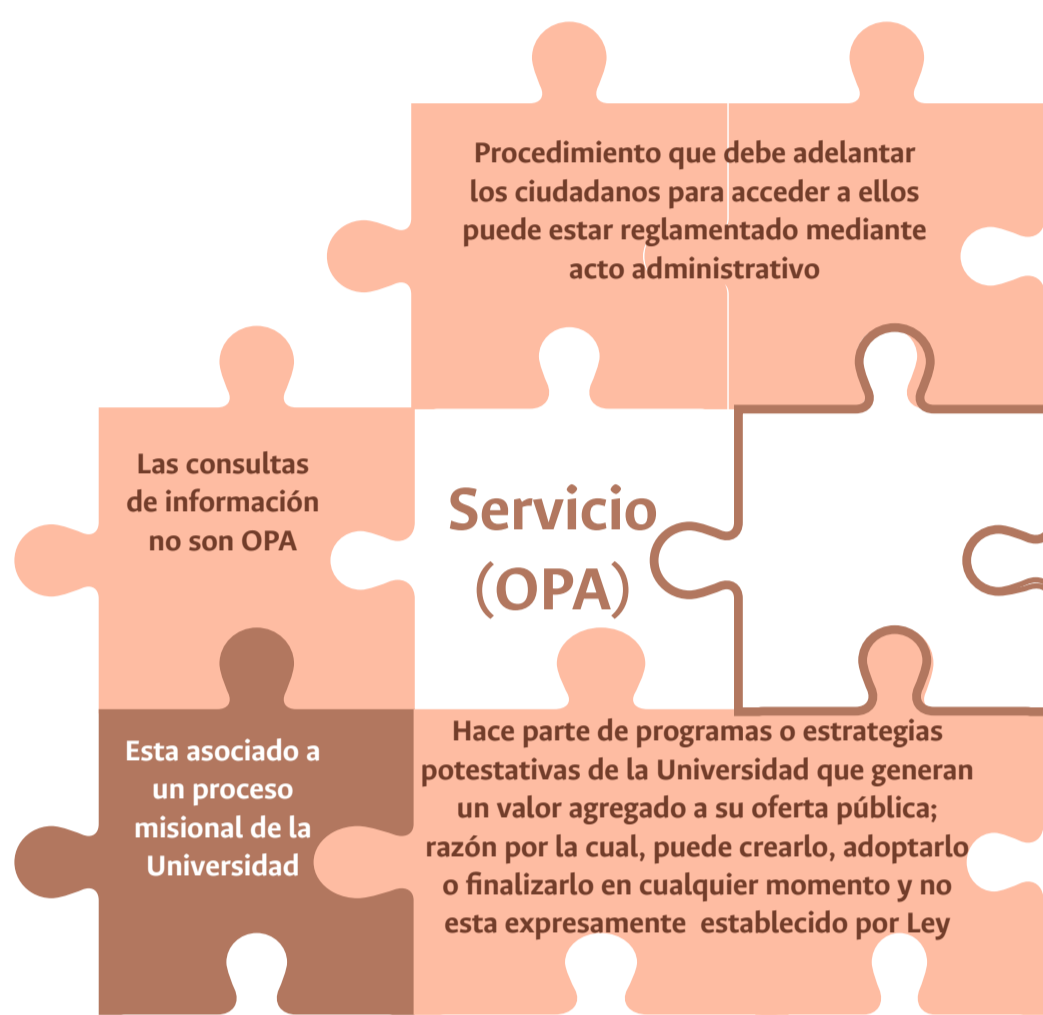 Procedimiento que debe adelantar
los ciudadanos para acceder a ellos
puede estar reglamentado mediante
acto administrativo
Las consultas
de información
no son OPA
Servicio
(OPA)
Esta asociado a
un proceso
misional de la
Universidad
Hace parte de programas o estrategias
potestativas de la Universidad que generan
un valor agregado a su oferta pública;
razón por la cual, puede crearlo, adoptarlo
o finalizarlo en cualquier momento y no
esta expresamente  establecido por Ley